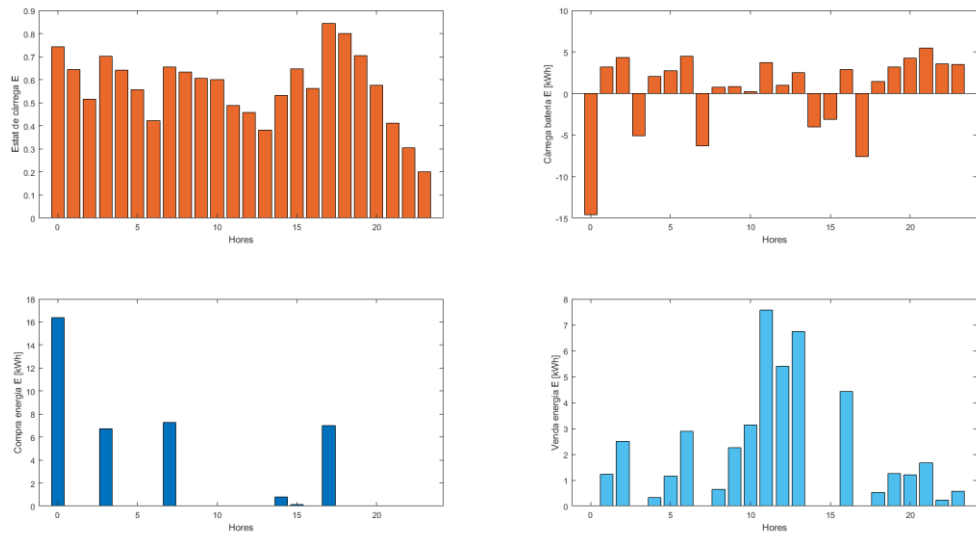 0.9
0.8
0.7
0.6
0.5
0.4
0.3
0.2
0.1
0
Estat de càrrega E
0 5 10 15 20
Hores
10
5
0
-5
-10
-15
Càrrega bateria E [kWh]
0 5 10 15 20
Hores
18
16
14
12
10
8
6
4
2
0
Compra energia E [kWh]
0 5 10 15 20
Hores
8
7
6
5
4
3
2
1
0
Venda energia E [kWh]
0 5 10 15 20
Hores